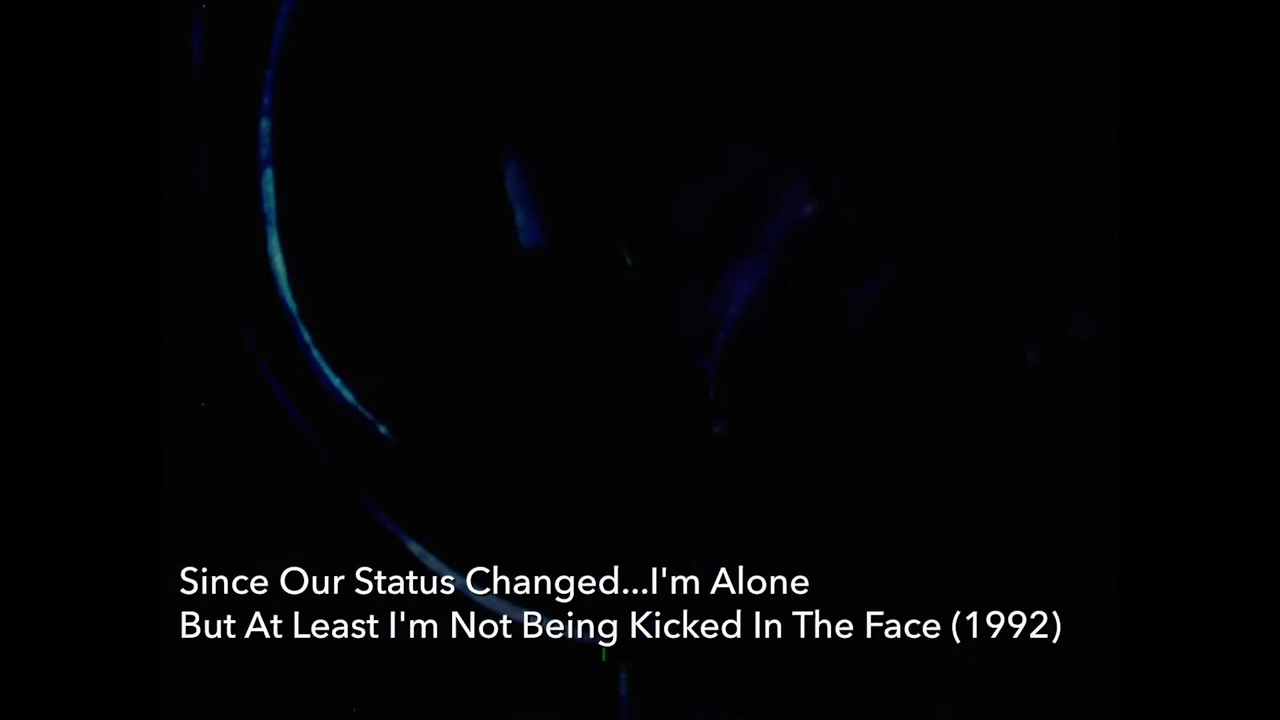 Since Our Status Changed...I'm Alone
But At Least I'm Not Being Kicked In The Face (1992)